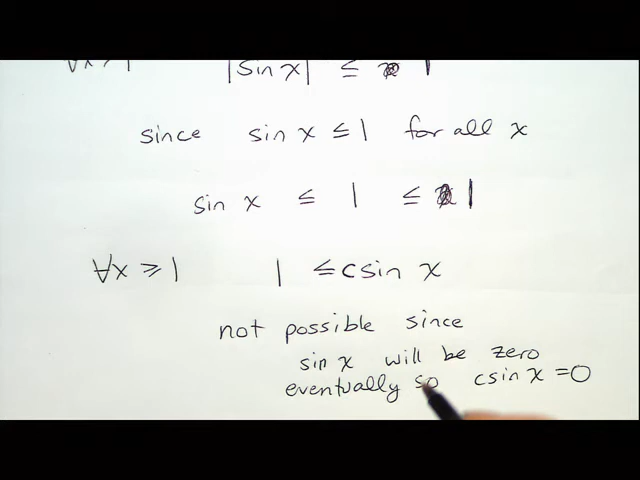 ∀x ≥ 1 |sin x| ≤ 1
since sin x ≤ 1 for all x
sin x ≤ 1 ≤ 1
∀x ≥ 1 1 ≤ c sin x
not possible since
sin x will be zero
eventually so c sin x = 0